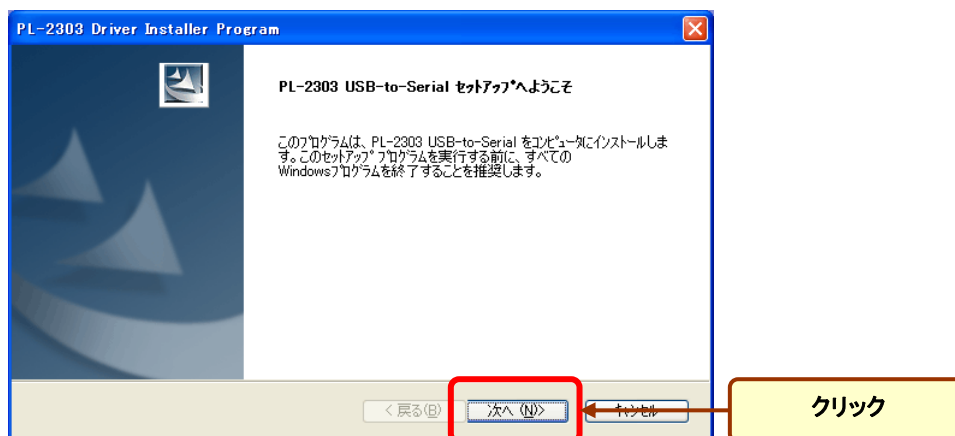 PL-2303 Driver Installer Program
PL-2303 USB-to-Serial セットアップへようこそ
このプログラムは、PL-2303 USB-to-Serial をコンピュータにインストールしま
す。このセットアップ プログラムを実行する前に、すべての
Windowsプログラムを終了することを推奨します。
< 戻る(B)
次へ (N)>
キャンセル
クリック